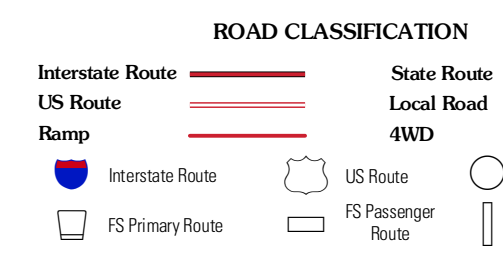 ROAD CLASSIFICATION
Interstate Route State Route
US Route Local Road
Ramp 4WD
Interstate Route US Route
FS Primary Route FS Passenger
Route